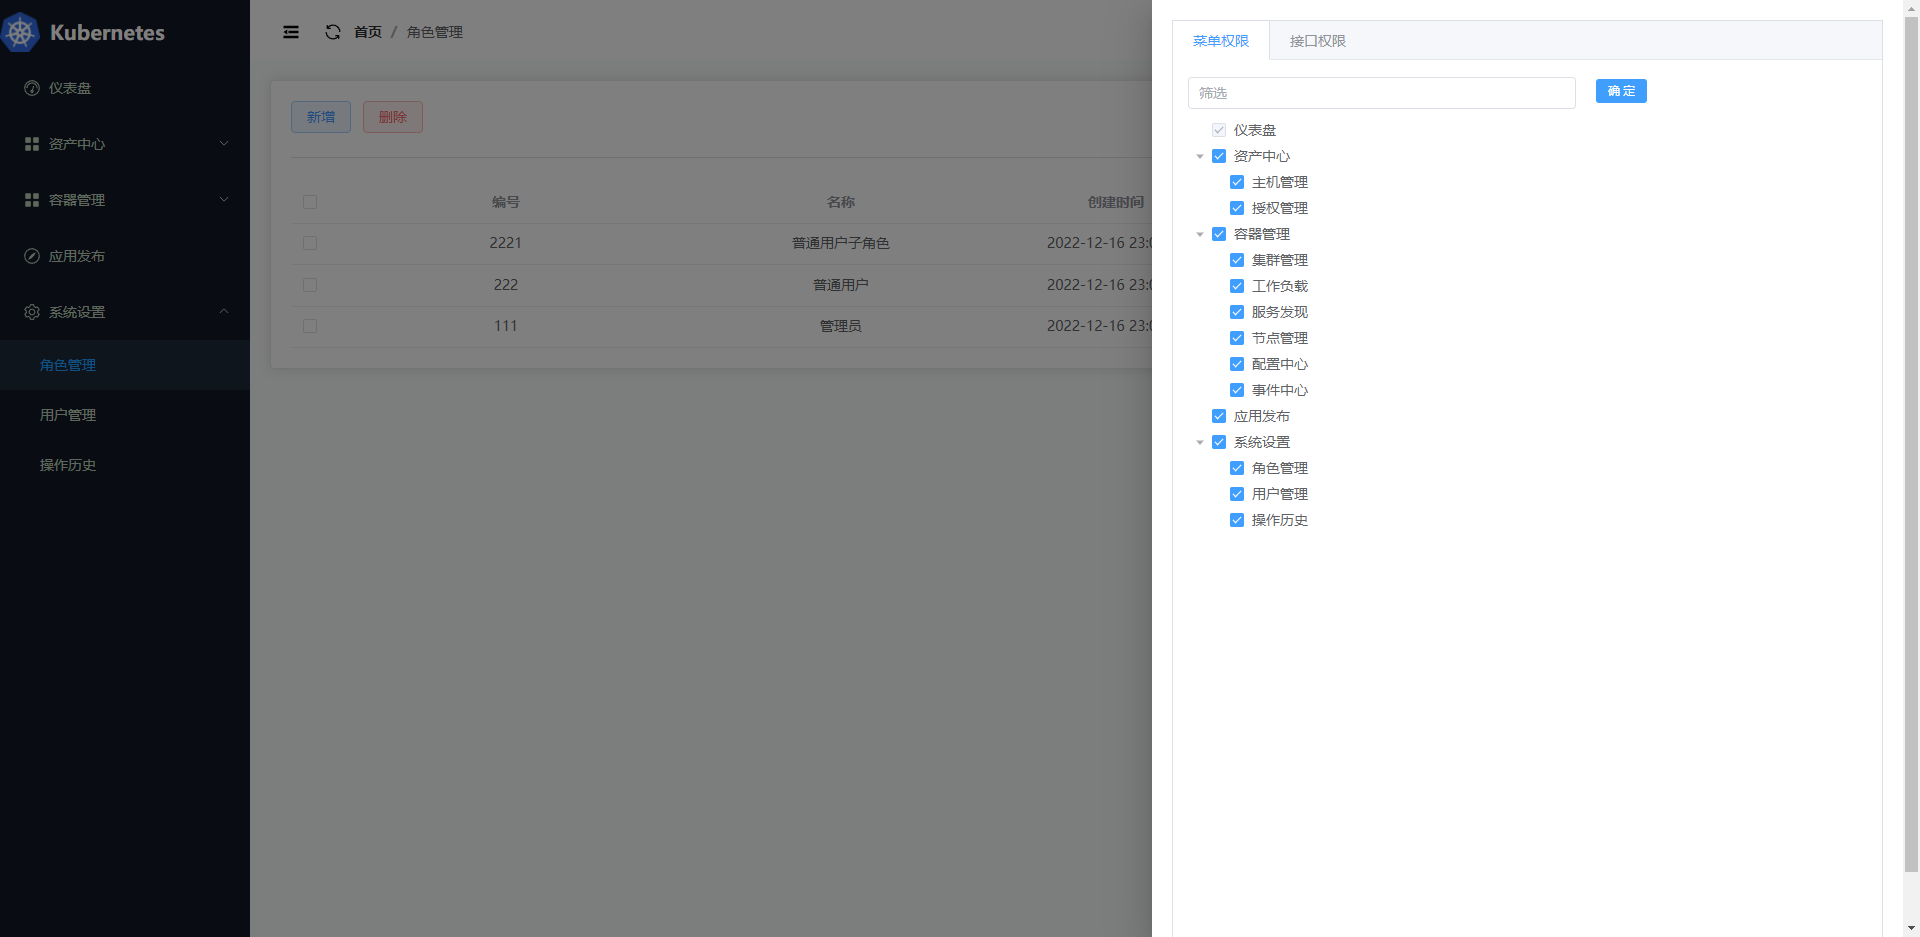 Kubernetes
仪表盘
资产中心
容器管理
应用发布
系统设置
角色管理
用户管理
操作历史
首页 / 角色管理
新增 删除
编号 名称 创建时间
2221 普通用户子角色 2022-12-16 23:0
222 普通用户 2022-12-16 23:0
111 管理员 2022-12-16 23:0
菜单权限 接口权限
筛选 确定
仪表盘
资产中心
主机管理
授权管理
容器管理
集群管理
工作负载
服务发现
节点管理
配置中心
事件中心
应用发布
系统设置
角色管理
用户管理
操作历史